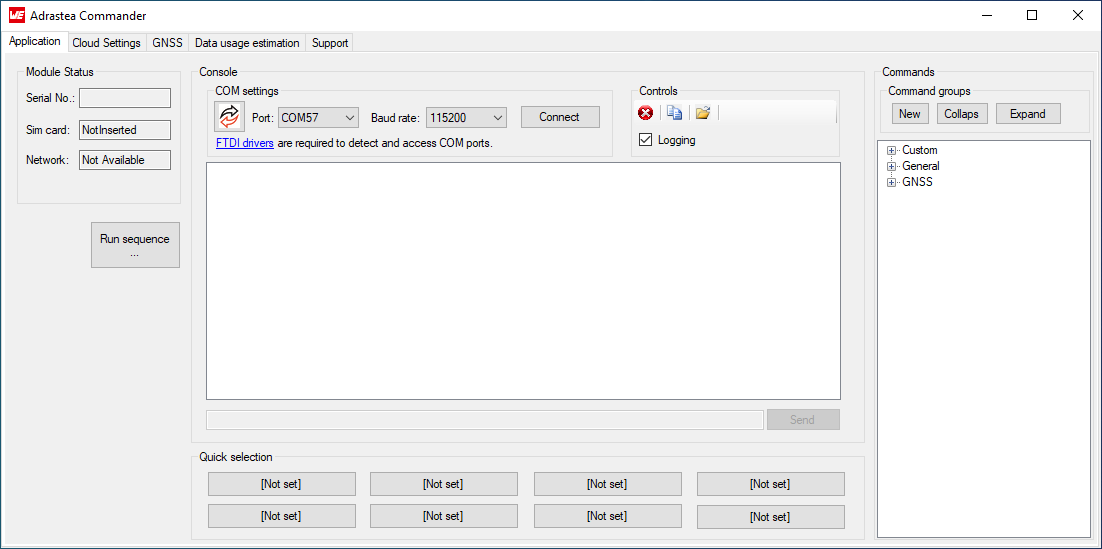 WE Adrastea Commander
Application Cloud Settings GNSS Data usage estimation Support
Module Status
Serial No.:
Sim card: NotInserted
Network: Not Available
Run sequence
...
Console
COM settings
Port: COM57 Baud rate: 115200 Connect
FTDI drivers are required to detect and access COM ports.
Controls
Logging
Send
Quick selection
[Not set] [Not set] [Not set] [Not set]
[Not set] [Not set] [Not set] [Not set]
Commands
Command groups
New Collaps Expand
Custom
General
GNSS